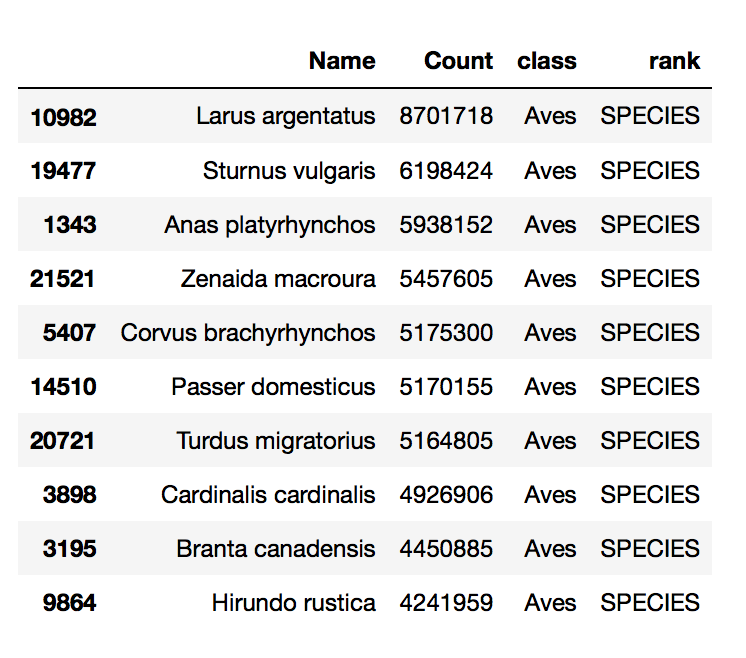 Name Count class rank
10982 Larus argentatus 8701718 Aves SPECIES
19477 Sturnus vulgaris 6198424 Aves SPECIES
1343 Anas platyrhynchos 5938152 Aves SPECIES
21521 Zenaida macroura 5457605 Aves SPECIES
5407 Corvus brachyrhynchos 5175300 Aves SPECIES
14510 Passer domesticus 5170155 Aves SPECIES
20721 Turdus migratorius 5164805 Aves SPECIES
3898 Cardinalis cardinalis 4926906 Aves SPECIES
3195 Branta canadensis 4450885 Aves SPECIES
9864 Hirundo rustica 4241959 Aves SPECIES